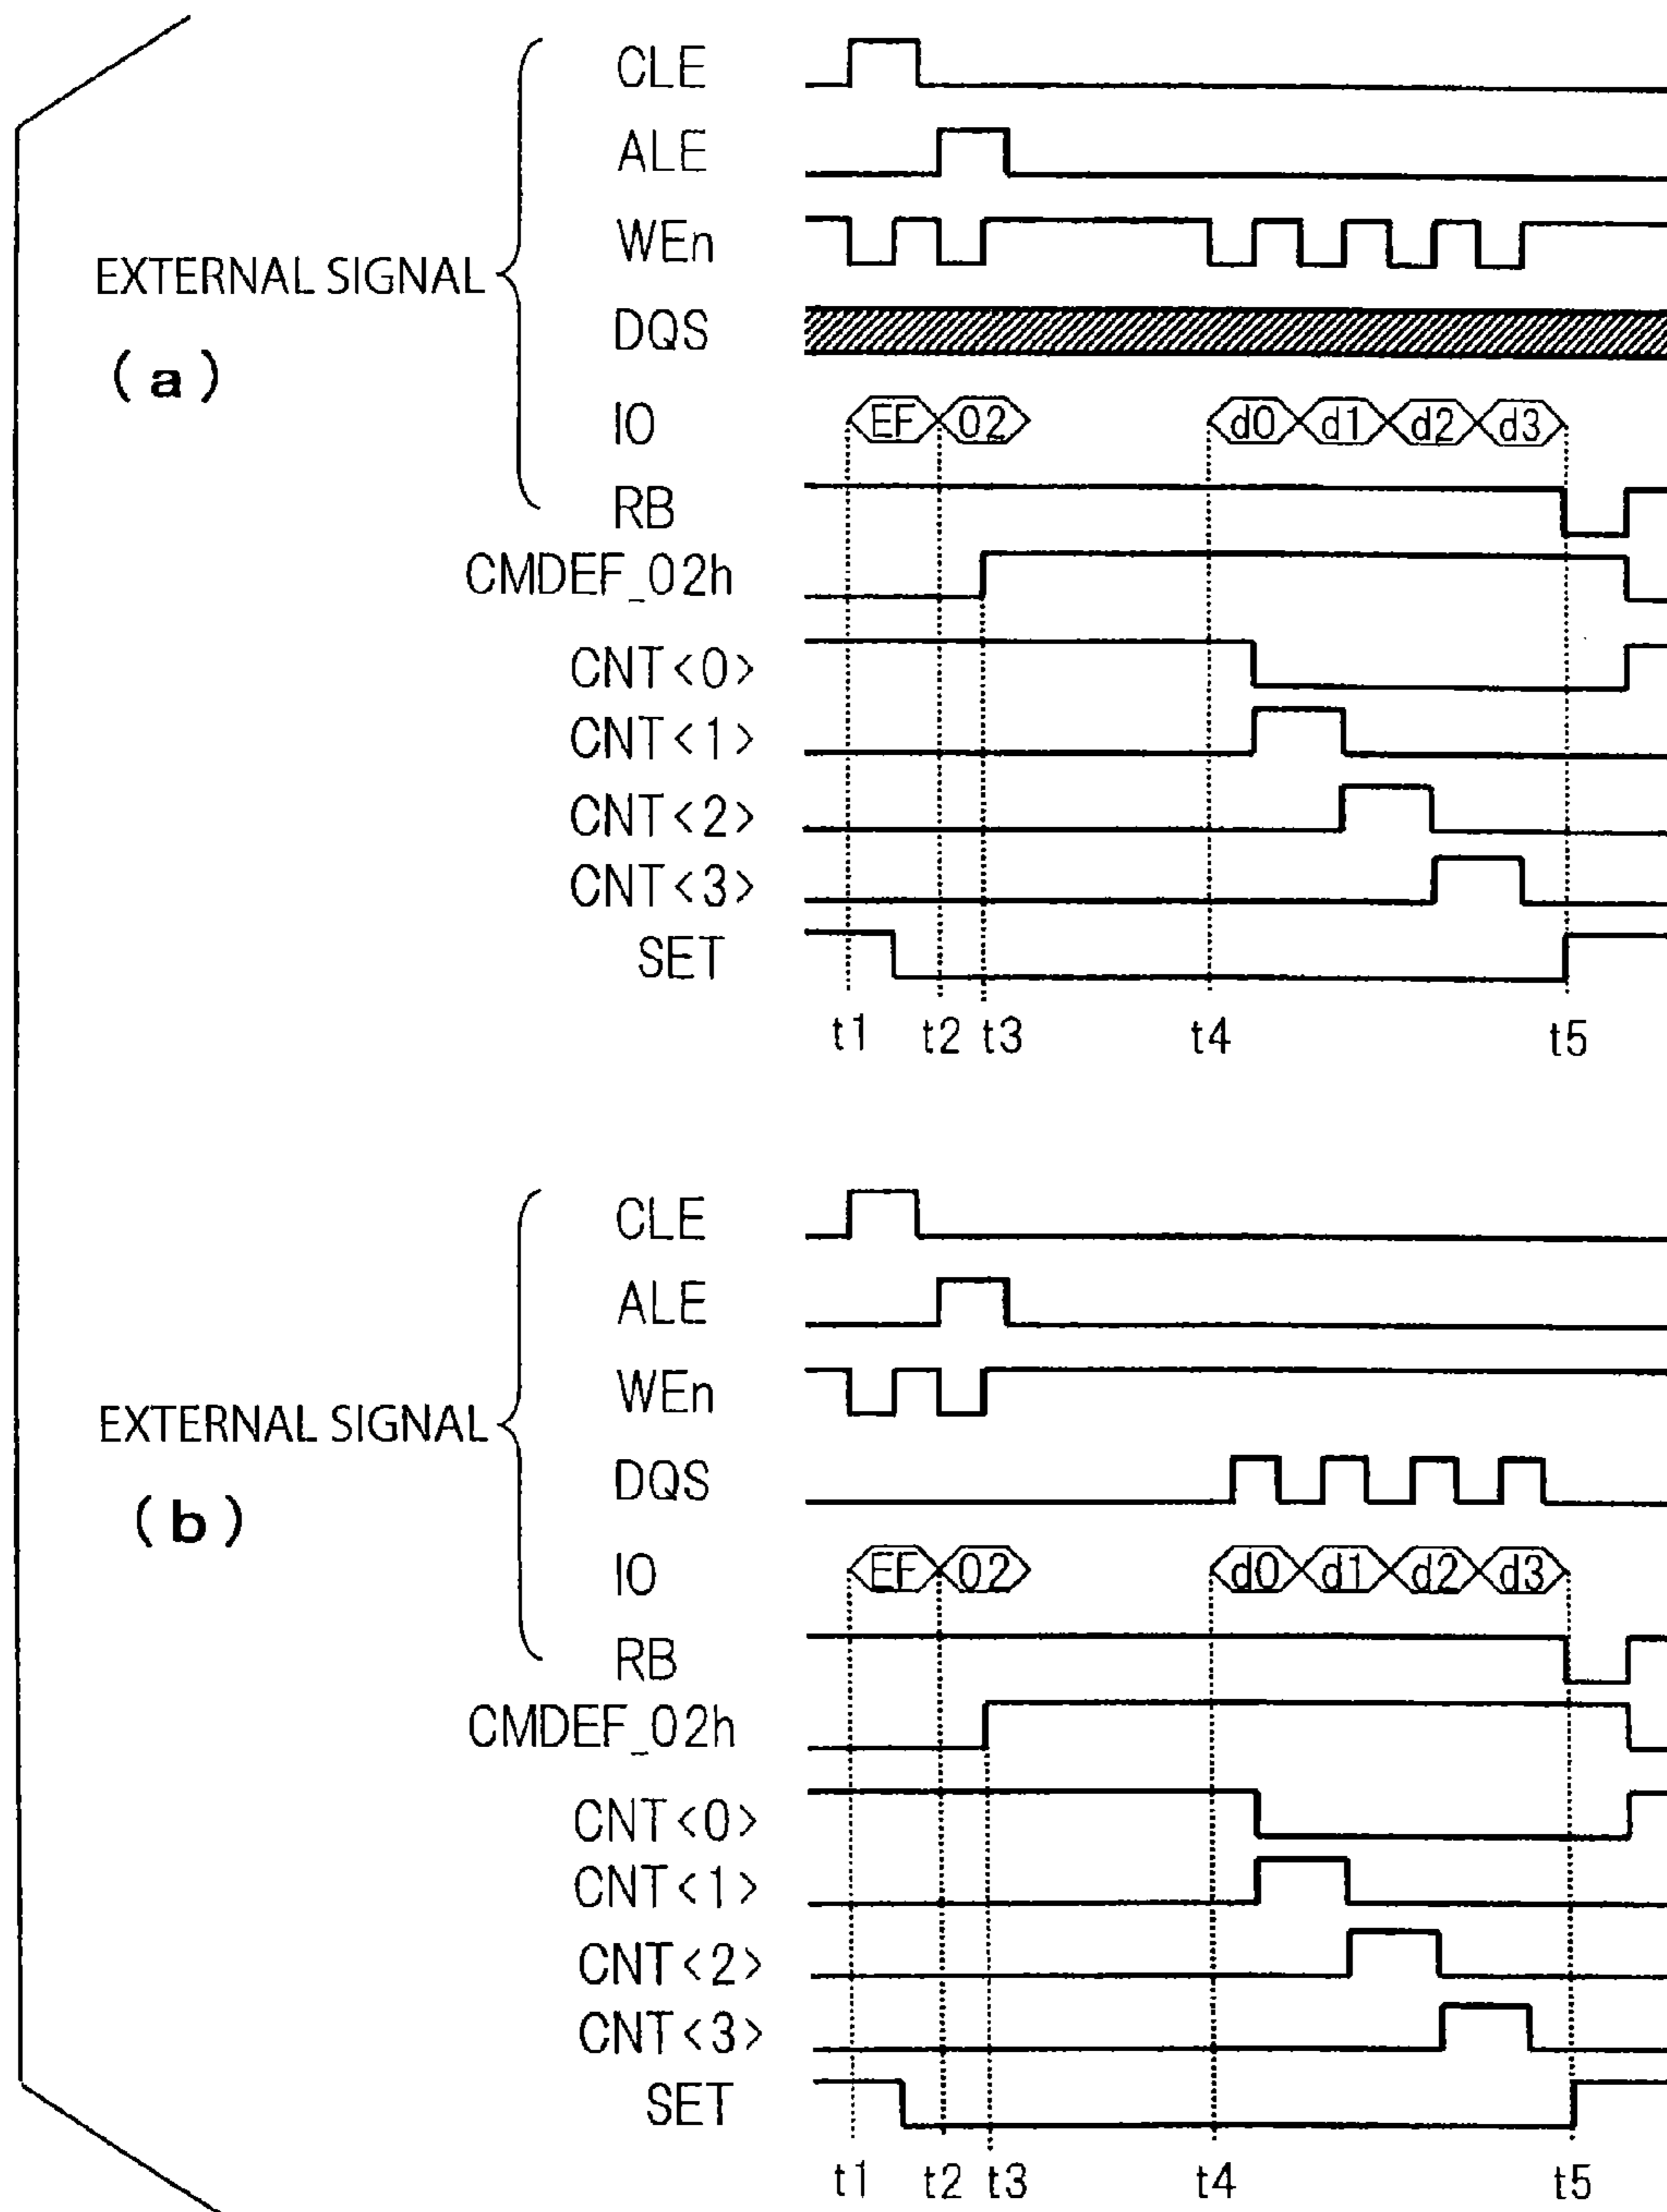 CLE
ALE
WEn
EXTERNAL SIGNAL
DQS
(a)
IO
EF 02 d0 d1 d2 d3
RB
CMDEF_02h
CNT<0>
CNT<1>
CNT<2>
CNT<3>
SET
t1 t2 t3 t4 t5
CLE
ALE
WEn
EXTERNAL SIGNAL
DQS
(b)
IO
EF 02 d0 d1 d2 d3
RB
CMDEF_02h
CNT<0>
CNT<1>
CNT<2>
CNT<3>
SET
t1 t2 t3 t4 t5